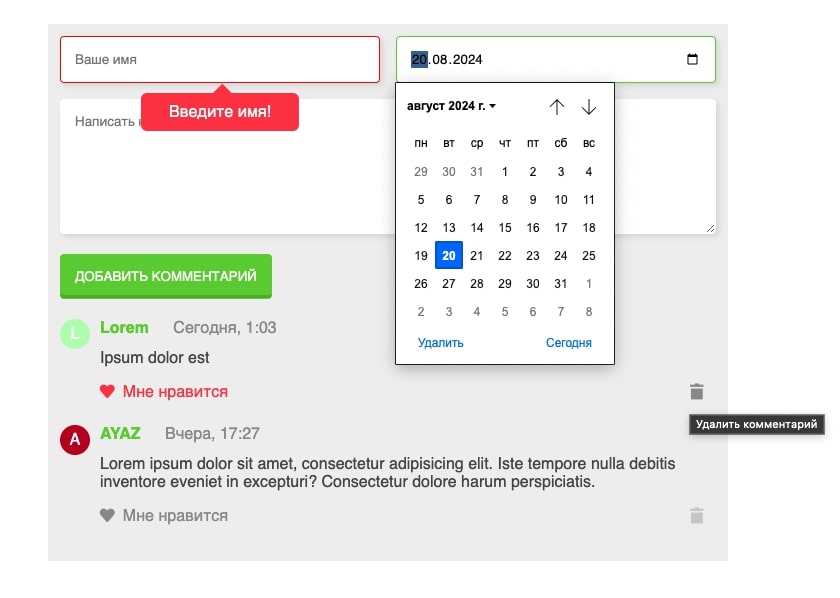 Ваше имя
20.08.2024
Введите имя!
Написать
август 2024 г.
пн вт ср чт пт сб вс
29 30 31 1 2 3 4
5 6 7 8 9 10 11
12 13 14 15 16 17 18
19 20 21 22 23 24 25
26 27 28 29 30 31 1
2 3 4 5 6 7 8
Удалить Сегодня
ДОБАВИТЬ КОММЕНТАРИЙ
L Lorem Сегодня, 1:03
Ipsum dolor est
Мне нравится
Удалить комментарий
A AYAZ Вчера, 17:27
Lorem ipsum dolor sit amet, consectetur adipisicing elit. Iste tempore nulla debitis
inventore eveniet in excepturi? Consectetur dolore harum perspiciatis.
Мне нравится